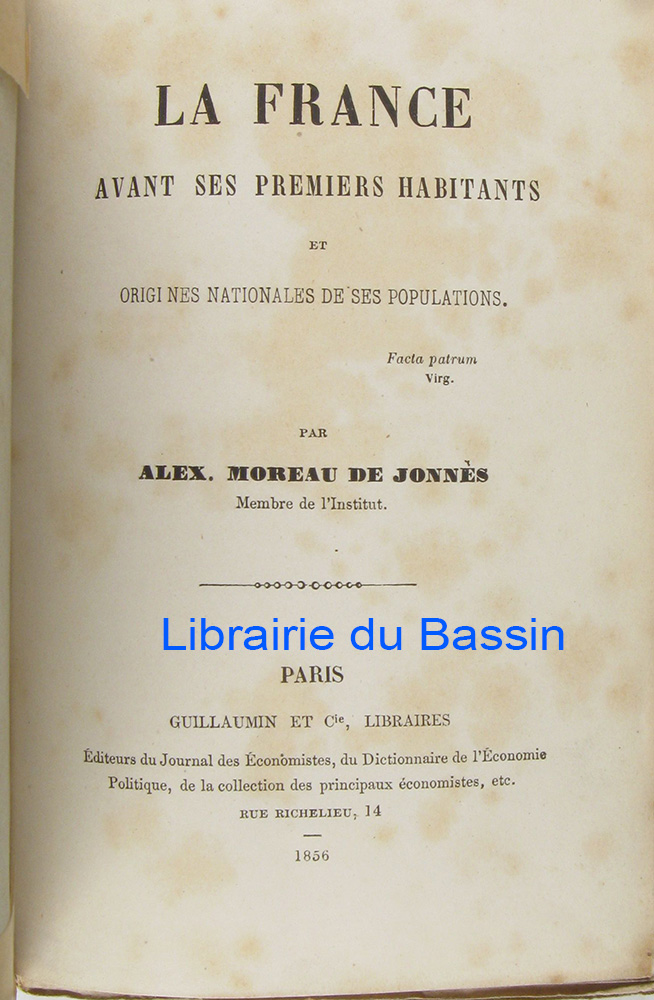 LA FRANCE
AVANT SES PREMIERS HABITANTS
ET
ORIGINES NATIONALES DE SES POPULATIONS.
Facta patrum
Virg.
PAR
ALEX. MOREAU DE JONNÈS
Membre de l'Institut.
Librairie du Bassin
PARIS
GUILLAUMIN ET Cie, LIBRAIRES
Éditeurs du Journal des Économistes, du Dictionnaire de l'Économie
Politique, de la collection des principaux économistes, etc.
RUE RICHELIEU, 14
1856